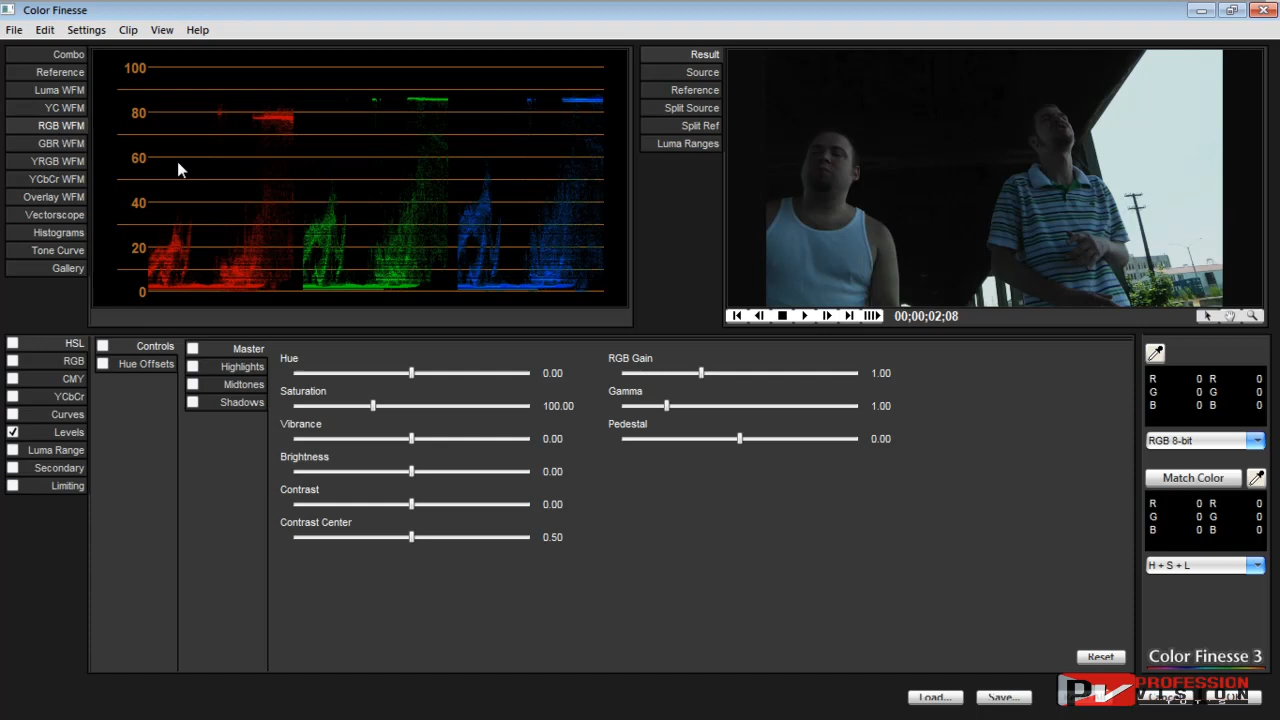 Color Finesse
File Edit Settings Clip View Help
Combo
Reference
Luma WFM
YC WFM
RGB WFM
GBR WFM
YRGB WFM
YCbCr WFM
Overlay WFM
Vectorscope
Histograms
Tone Curve
Gallery
100
80
60
40
20
0
Result
Source
Reference
Split Source
Split Ref
Luma Ranges
00;00;02;08
HSL
RGB
CMY
YCbCr
Curves
Levels
Luma Range
Secondary
Limiting
Controls
Hue Offsets
Master
Highlights
Midtones
Shadows
Hue
0.00
Saturation
100.00
Vibrance
0.00
Brightness
0.00
Contrast
0.00
Contrast Center
0.50
RGB Gain
1.00
Gamma
1.00
Pedestal
0.00
Reset
R 0 R 0
G 0 G 0
B 0 B 0
RGB 8-bit
Match Color
R 0 R 0
G 0 G 0
B 0 B 0
H + S + L
Color Finesse 3
Load... Save...
PROFESSION
VISION